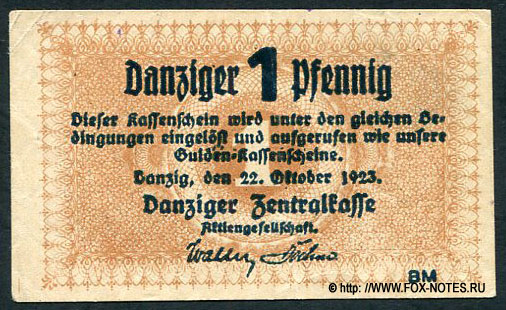 Danziger 1 Pfennig
Dieser Kassenschein wird unter den gleichen Be-
dingungen eingelöst und aufgerufen wie unsere
Gulden-Kassenscheine.
Danzig, den 22. Oktober 1923.
Danziger Zentralkasse
Aktiengesellschaft.
BM
© http://www.FOX-NOTES.RU